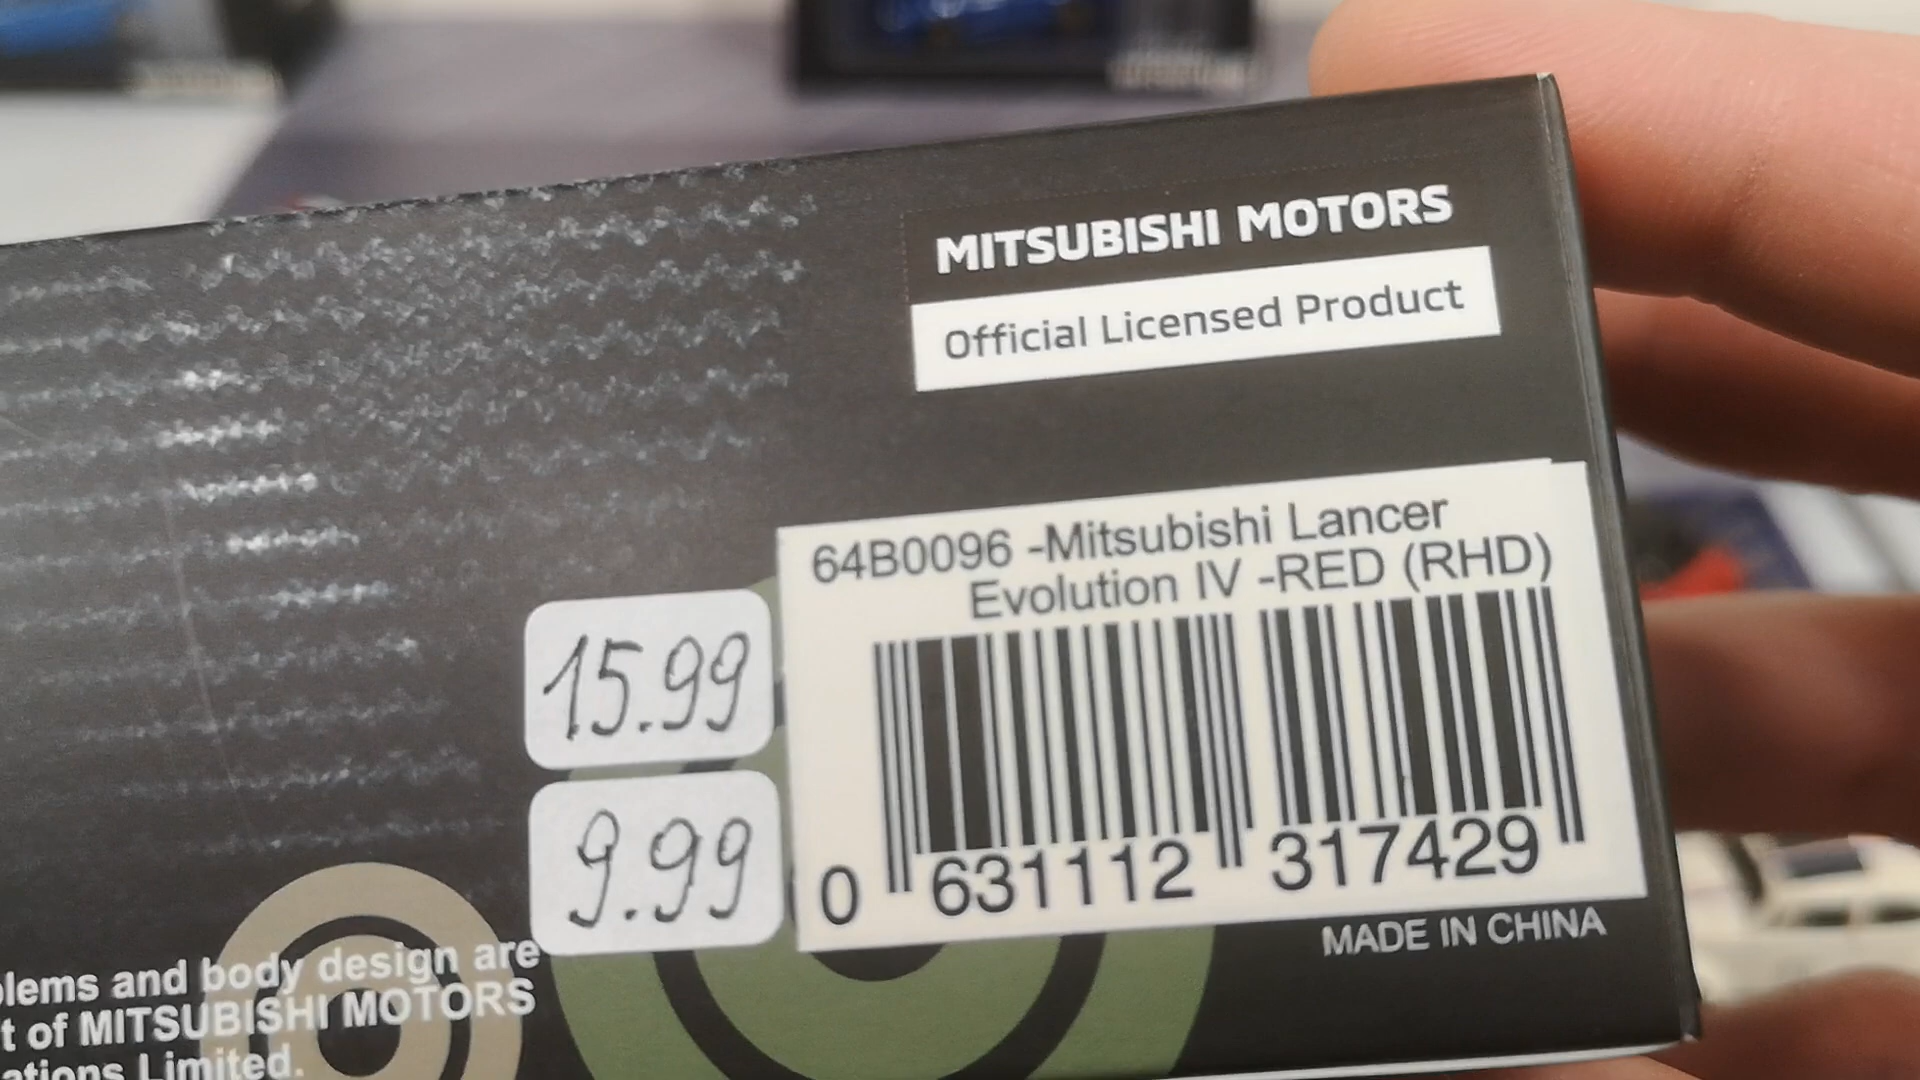 MITSUBISHI MOTORS
Official Licensed Product
64B0096 -Mitsubishi Lancer
Evolution IV -RED (RHD)
15.99
9.99
0 631112 317429
MADE IN CHINA
and body design are
of MITSUBISHI MOTORS
Limited.